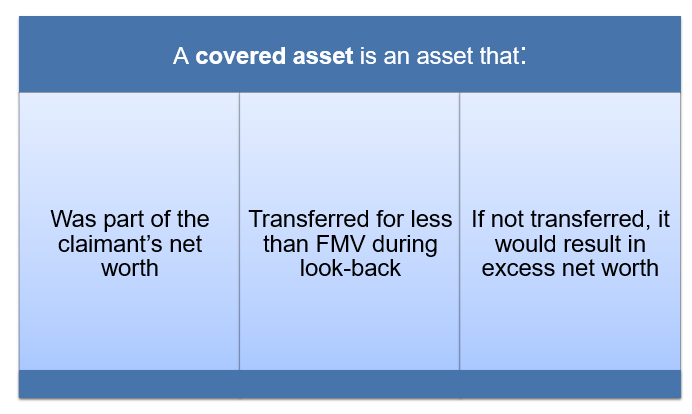 A covered asset is an asset that:
Was part of the
claimant’s net
worth
Transferred for less
than FMV during
look-back
If not transferred, it
would result in
excess net worth